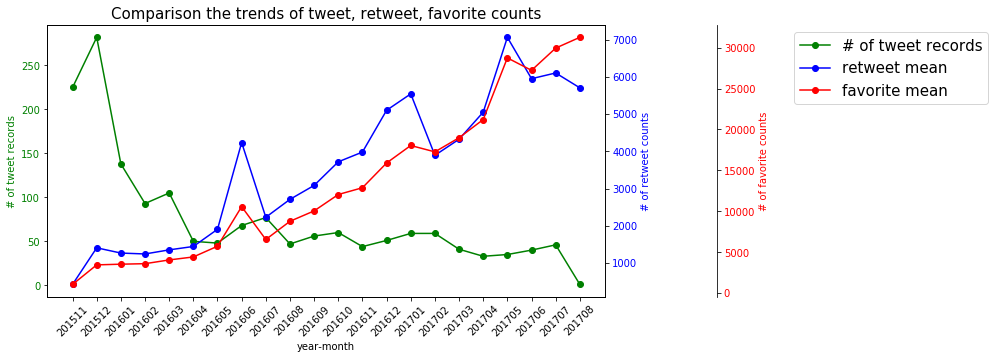 Comparison the trends of tweet, retweet, favorite counts
# of tweet records
250
200
150
100
50
0
7000
6000
5000
4000
3000
2000
1000
# of retweet counts
30000
25000
20000
15000
10000
5000
0
# of favorite counts
# of tweet records
retweet mean
favorite mean
201511 201512 201601 201602 201603 201604 201605 201606 201607 201608 201609 201610 201611 201612 201701 201702 201703 201704 201705 201706 201707 201708
year-month